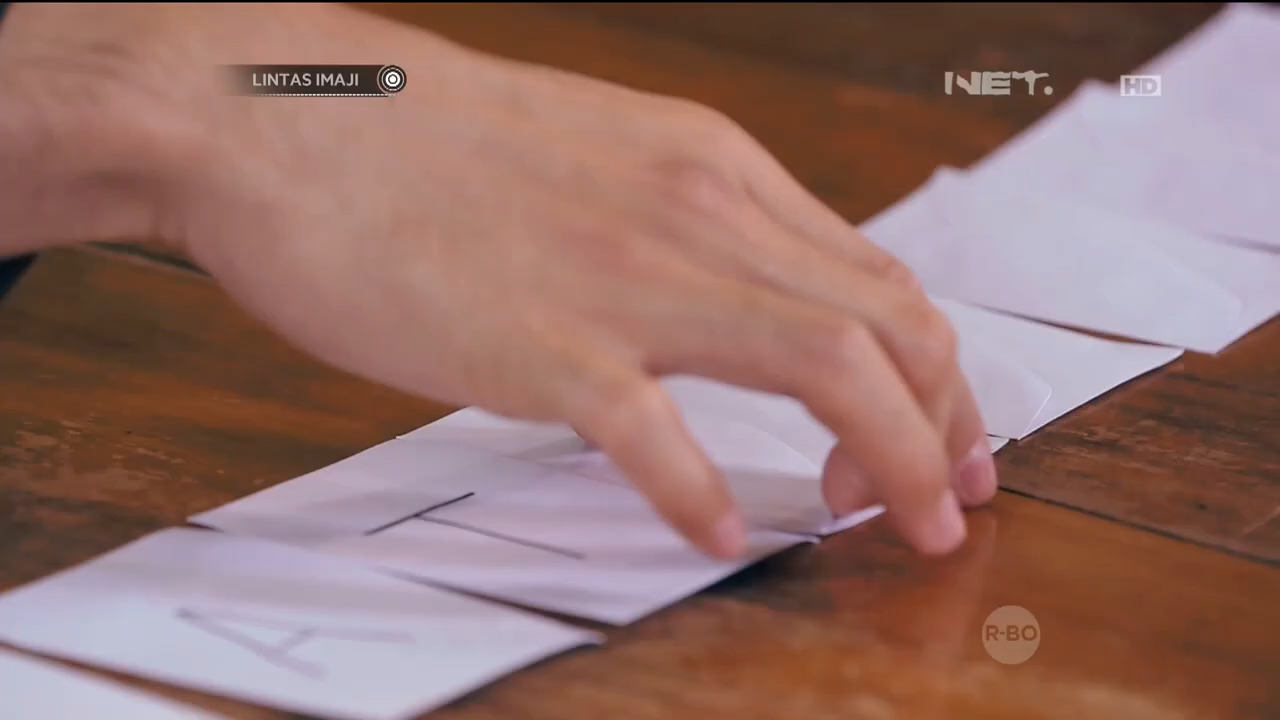 LINTAS IMAJI
NET.
HD
T
A
R-BO